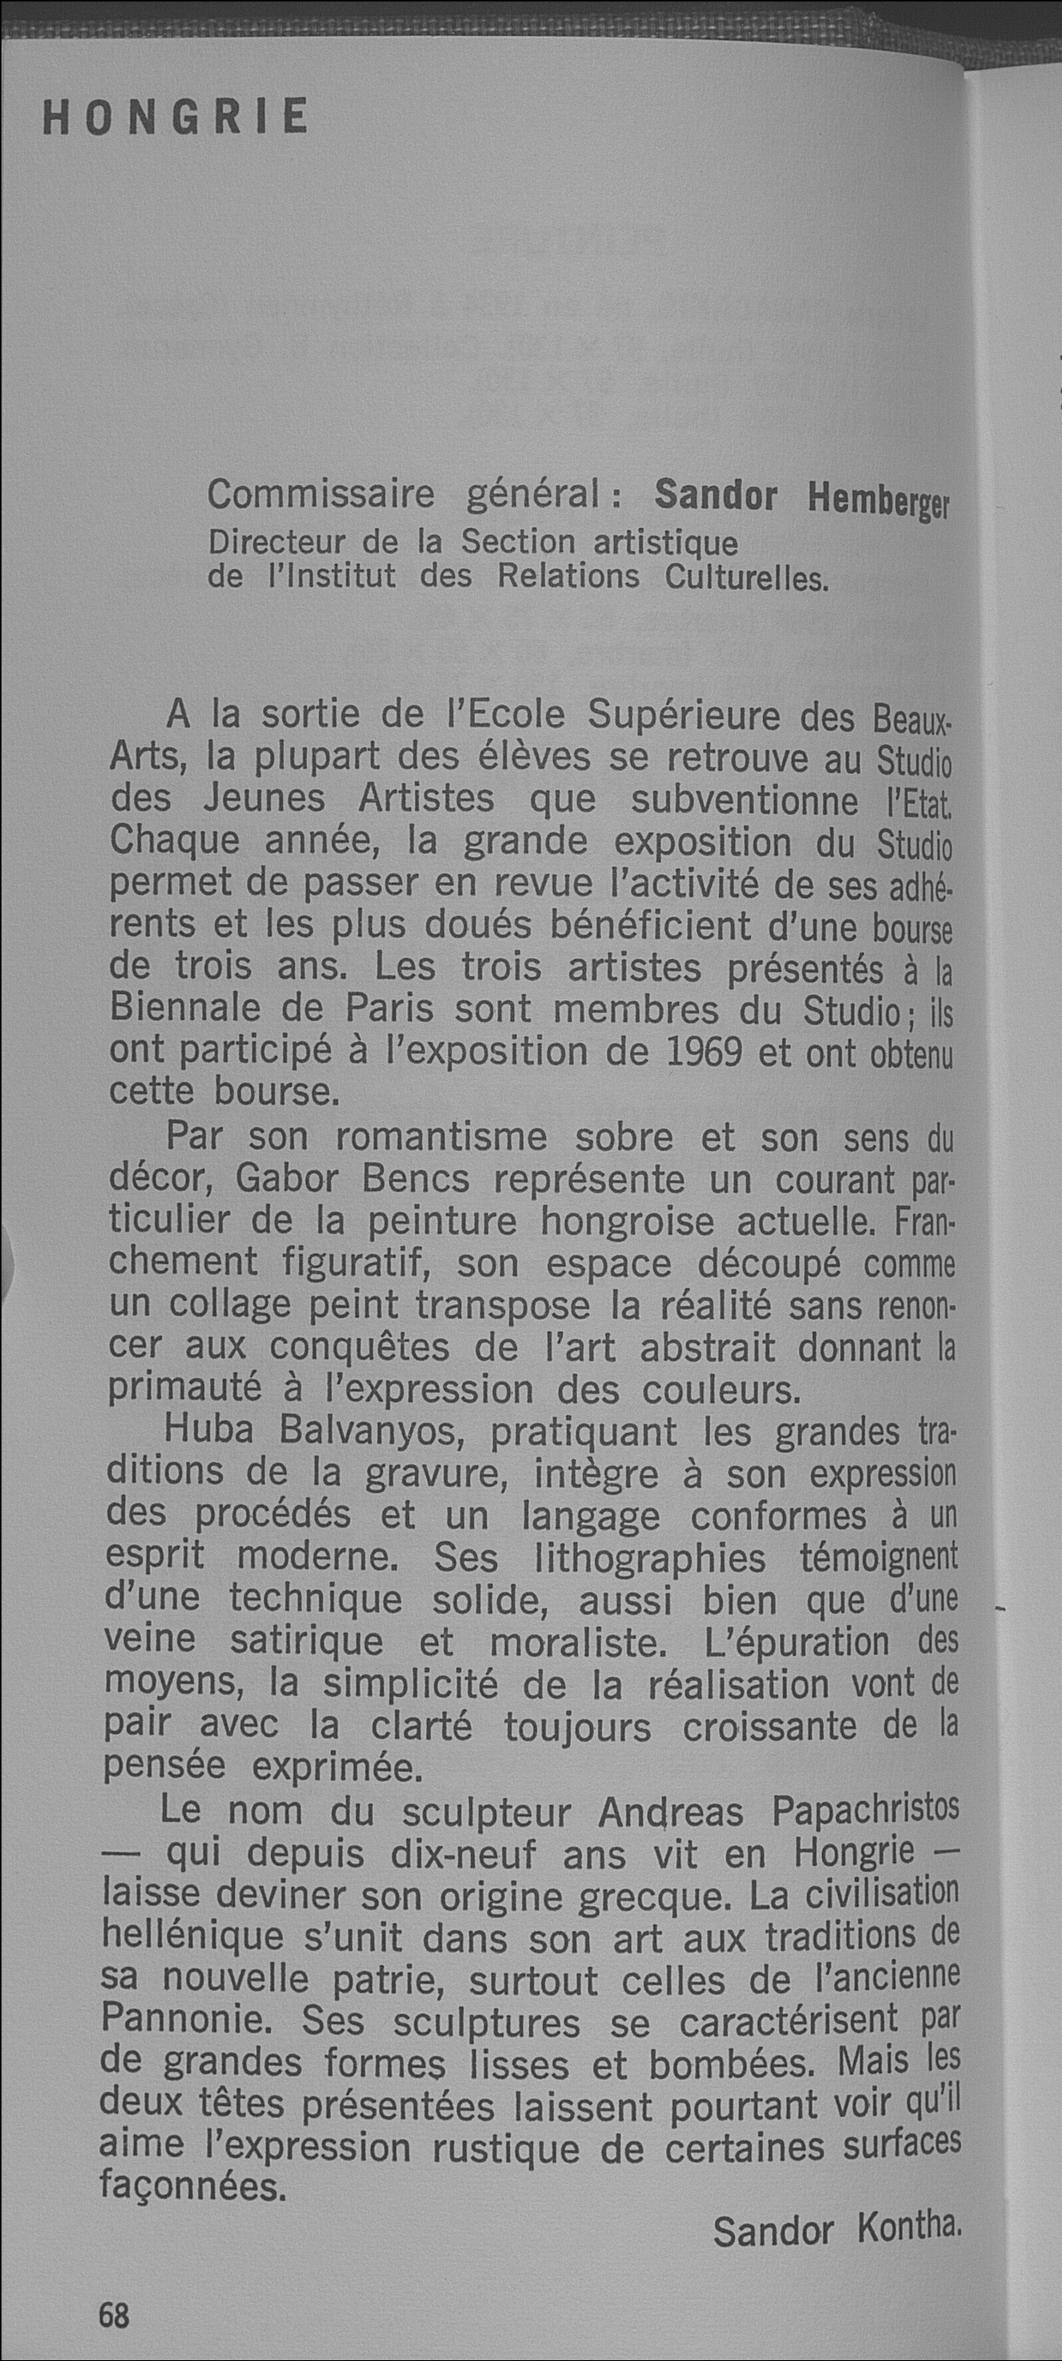 HONGRIE
Commissaire général : Sandor Hemberger
Directeur de la Section artistique
de l'Institut des Relations Culturelles.
A la sortie de l'Ecole Supérieure des Beaux-
Arts, la plupart des élèves se retrouve au Studio
des Jeunes Artistes que subventionne l'Etat.
Chaque année, la grande exposition du Studio
permet de passer en revue l'activité de ses adhé-
rents et les plus doués bénéficient d'une bourse
de trois ans. Les trois artistes présentés à la
Biennale de Paris sont membres du Studio ; ils
ont participé à l'exposition de 1969 et ont obtenu
cette bourse.
Par son romantisme sobre et son sens du
décor, Gabor Bencs représente un courant par-
ticulier de la peinture hongroise actuelle. Fran-
chement figuratif, son espace découpé comme
un collage peint transpose la réalité sans renon-
cer aux conquêtes de l'art abstrait donnant la
primauté à l'expression des couleurs.
Huba Balvanyos, pratiquant les grandes tra-
ditions de la gravure, intègre à son expression
des procédés et un langage conformes à un
esprit moderne. Ses lithographies témoignent
d'une technique solide, aussi bien que d'une
veine satirique et moraliste. L'épuration des
moyens, la simplicité de la réalisation vont de
pair avec la clarté toujours croissante de la
pensée exprimée.
Le nom du sculpteur Andreas Papachristos
— qui depuis dix-neuf ans vit en Hongrie —
laisse deviner son origine grecque. La civilisation
hellénique s'unit dans son art aux traditions de
sa nouvelle patrie, surtout celles de l'ancienne
Pannonie. Ses sculptures se caractérisent par
de grandes formes lisses et bombées. Mais les
deux têtes présentées laissent pourtant voir qu'il
aime l'expression rustique de certaines surfaces
façonnées.
Sandor Kontha.
68